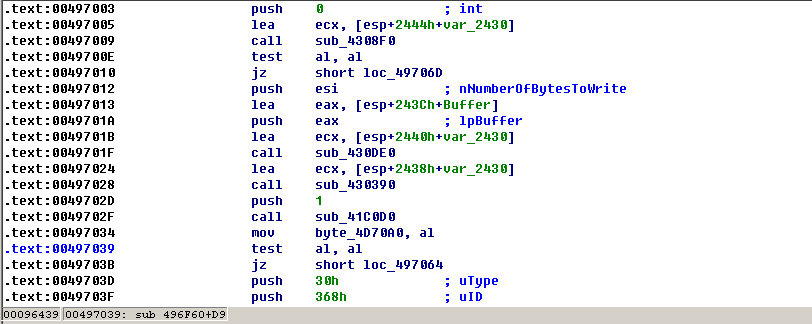 .text:00497003 push 0 ; int
.text:00497005 lea ecx, [esp+2444h+var_2430]
.text:00497009 call sub_4308F0
.text:0049700E test al, al
.text:00497010 jz short loc_49706D
.text:00497012 push esi ; nNumberOfBytesToWrite
.text:00497013 lea eax, [esp+243Ch+Buffer]
.text:0049701A push eax ; lpBuffer
.text:0049701B lea ecx, [esp+2440h+var_2430]
.text:0049701F call sub_430DE0
.text:00497024 lea ecx, [esp+2438h+var_2430]
.text:00497028 call sub_430390
.text:0049702D push 1
.text:0049702F call sub_41C0D0
.text:00497034 mov byte_4D70A0, al
.text:00497039 test al, al
.text:0049703B jz short loc_497064
.text:0049703D push 30h ; uType
.text:0049703F push 368h ; uID
00096439 00497039: sub_496F60+D9